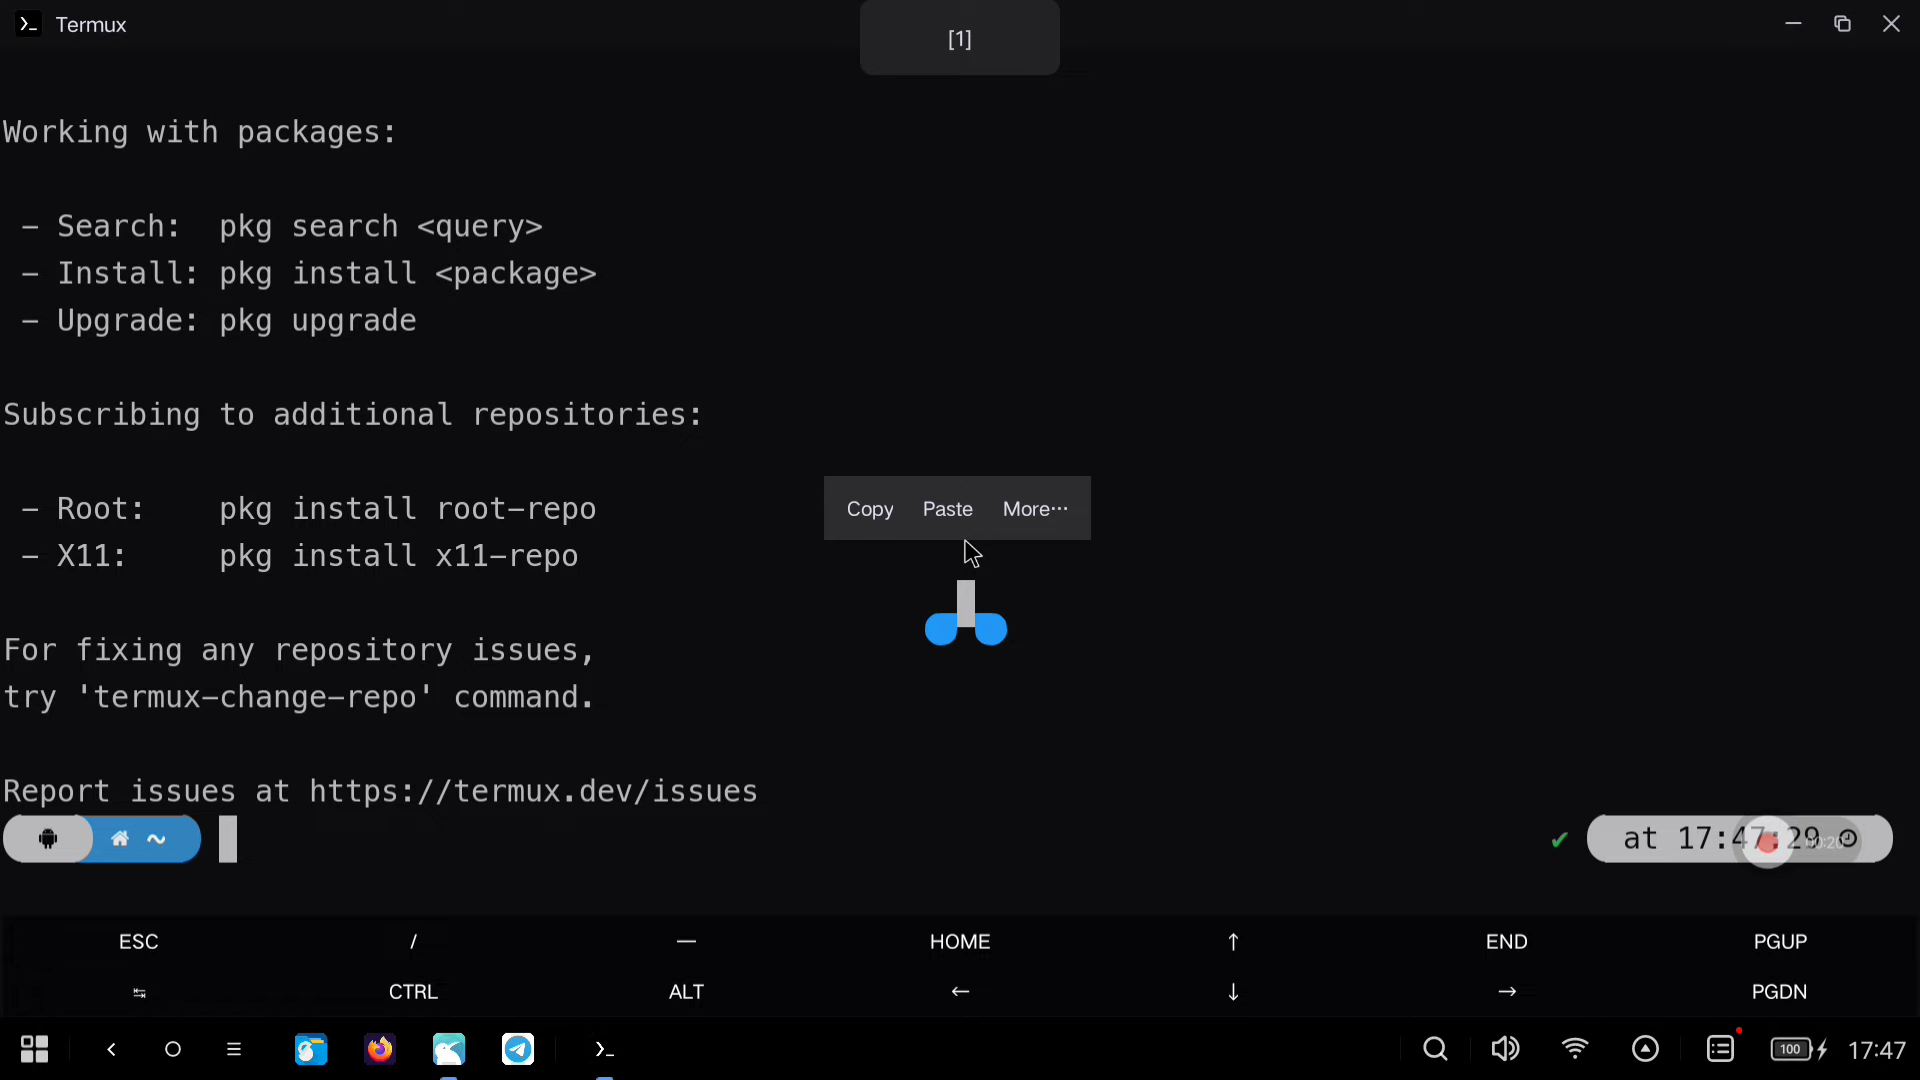 Termux
[1]
Working with packages:
– Search:  pkg search <query>
– Install: pkg install <package>
– Upgrade: pkg upgrade
Subscribing to additional repositories:
– Root:    pkg install root–repo
– X11:     pkg install x11–repo
Copy Paste More···
For fixing any repository issues,
try 'termux–change–repo' command.
Report issues at https://termux.dev/issues
~ ✔ at 17:47:29
00:20
ESC / — HOME ↑ END PGUP
↹ CTRL ALT ← ↓ → PGDN
>_ 100 17:47